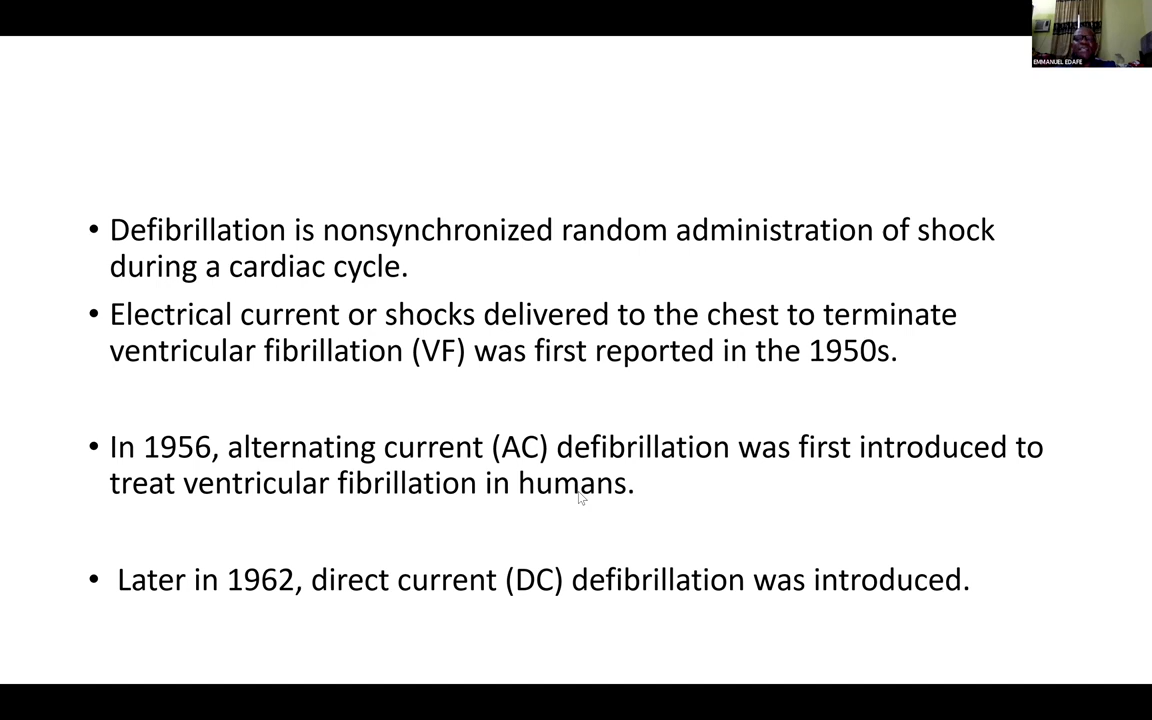 EMMANUEL EDAFE
• Defibrillation is nonsynchronized random administration of shock
during a cardiac cycle.
• Electrical current or shocks delivered to the chest to terminate
ventricular fibrillation (VF) was first reported in the 1950s.
• In 1956, alternating current (AC) defibrillation was first introduced to
treat ventricular fibrillation in humans.
• Later in 1962, direct current (DC) defibrillation was introduced.